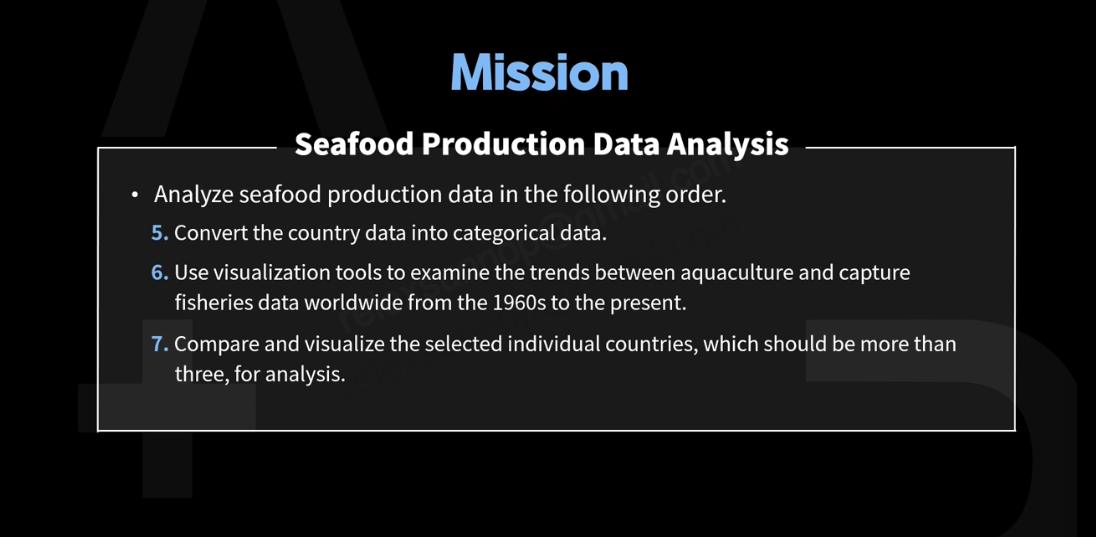 Mission
Seafood Production Data Analysis
• Analyze seafood production data in the following order.
5. Convert the country data into categorical data.
6. Use visualization tools to examine the trends between aquaculture and capture
fisheries data worldwide from the 1960s to the present.
7. Compare and visualize the selected individual countries, which should be more than
three, for analysis.